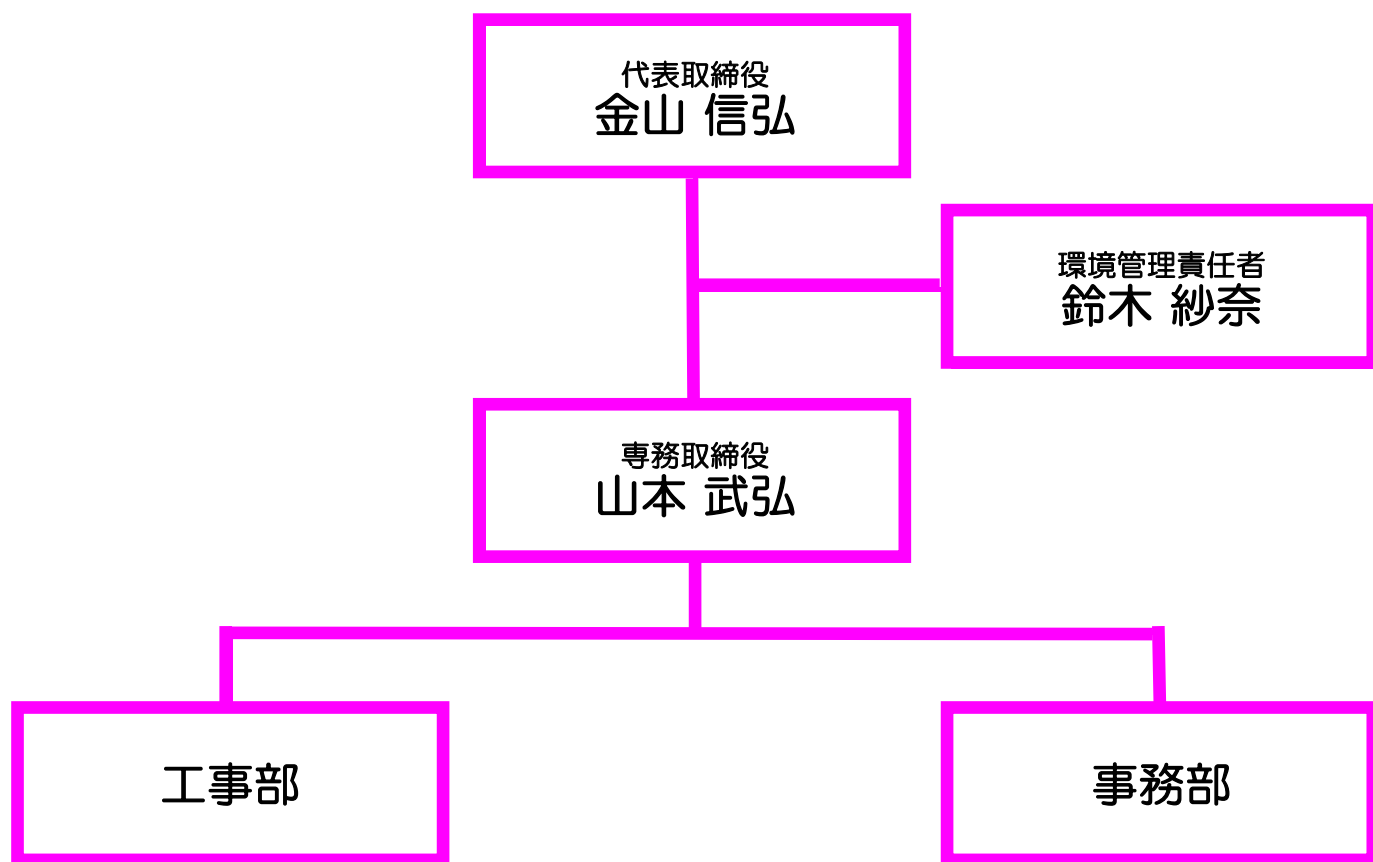 代表取締役
金山 信弘
環境管理責任者
鈴木 紗奈
専務取締役
山本 武弘
工事部
事務部